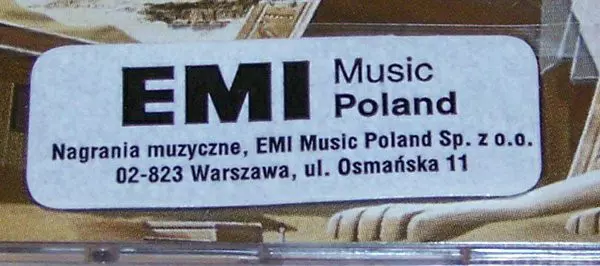 EMI Music
Poland
Nagrania muzyczne, EMI Music Poland Sp. z o.o.
02-823 Warszawa, ul. Osmańska 11